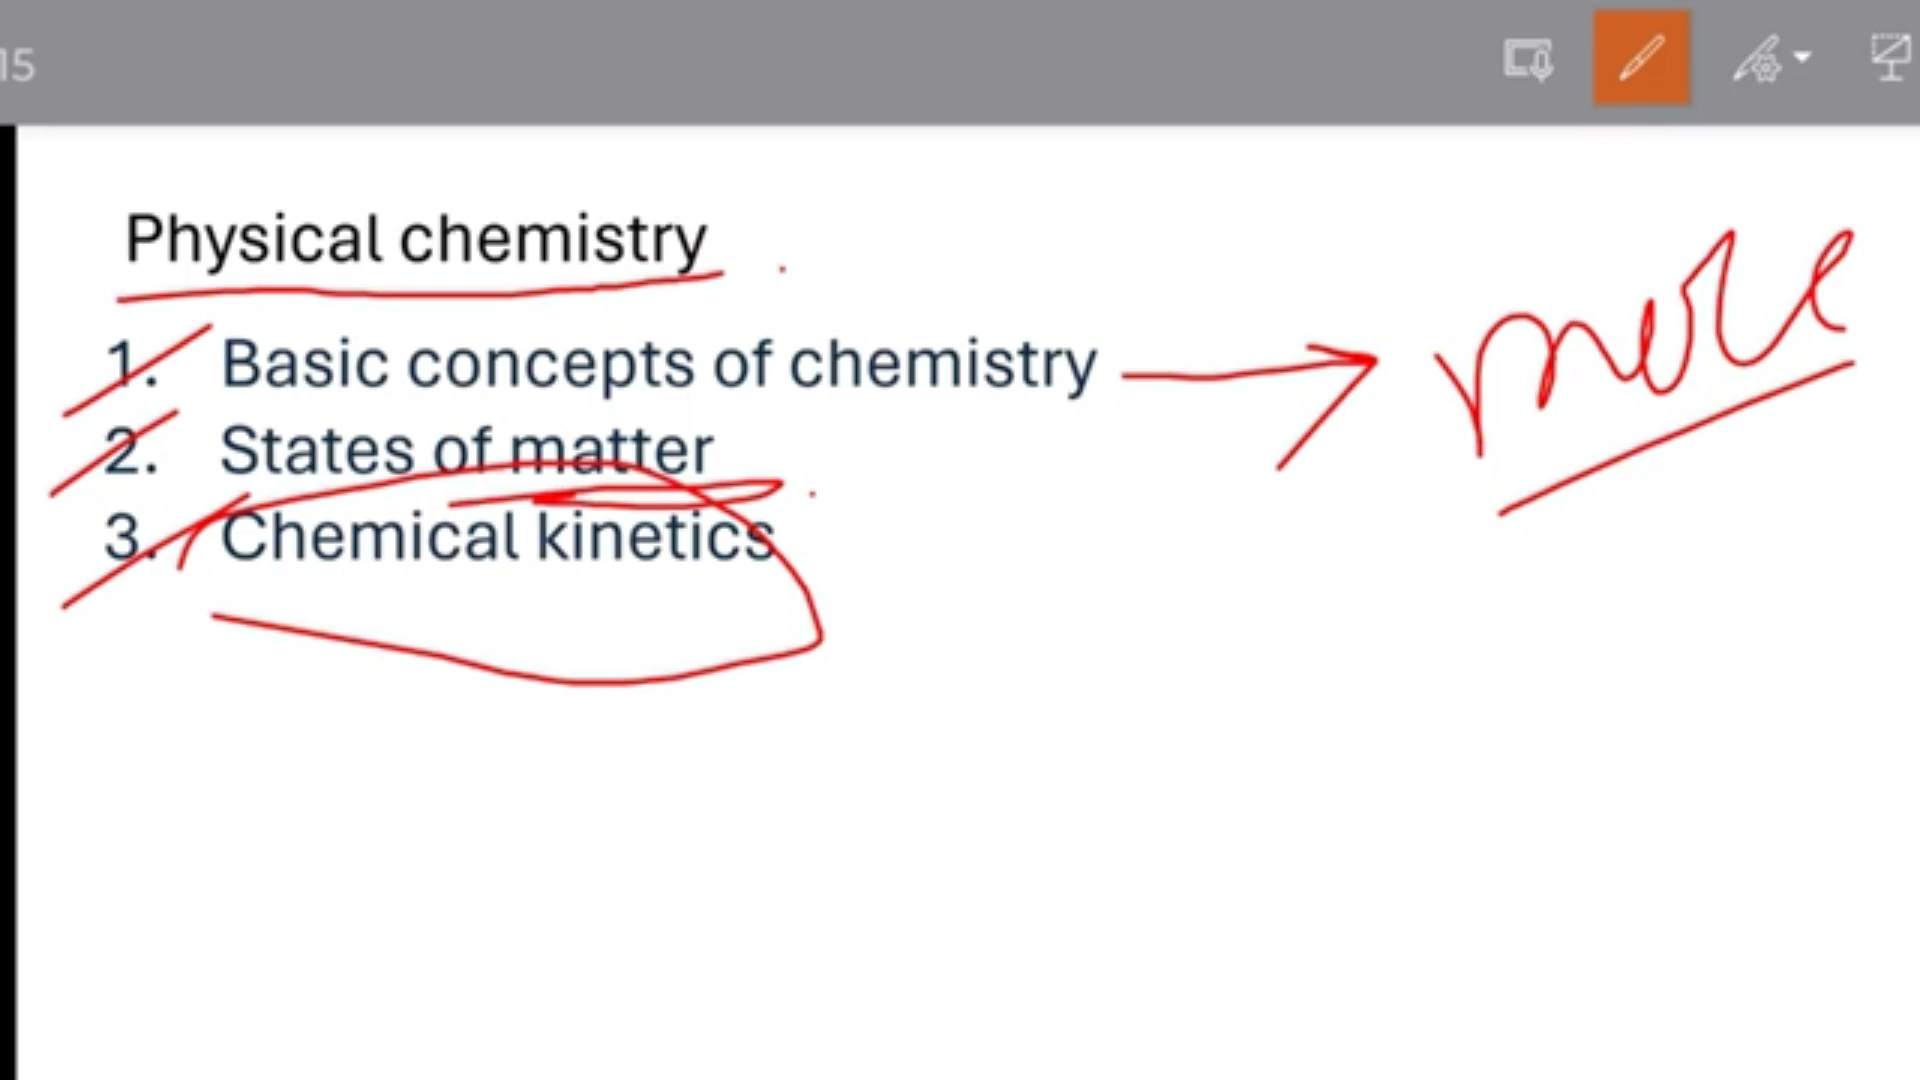 15
Physical chemistry
1. Basic concepts of chemistry
mole
2. States of matter
3. Chemical kinetics